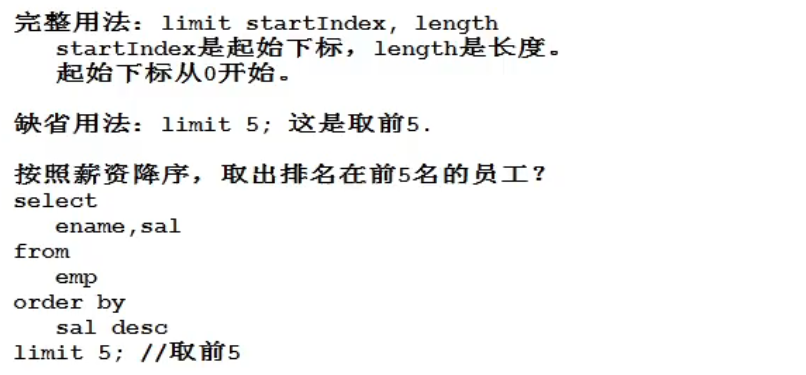 完整用法：limit startIndex, length
startIndex是起始下标，length是长度。
起始下标从0开始。
缺省用法：limit 5; 这是取前5.
按照薪资降序，取出排名在前5名的员工？
select
ename,sal
from
emp
order by
sal desc
limit 5; //取前5